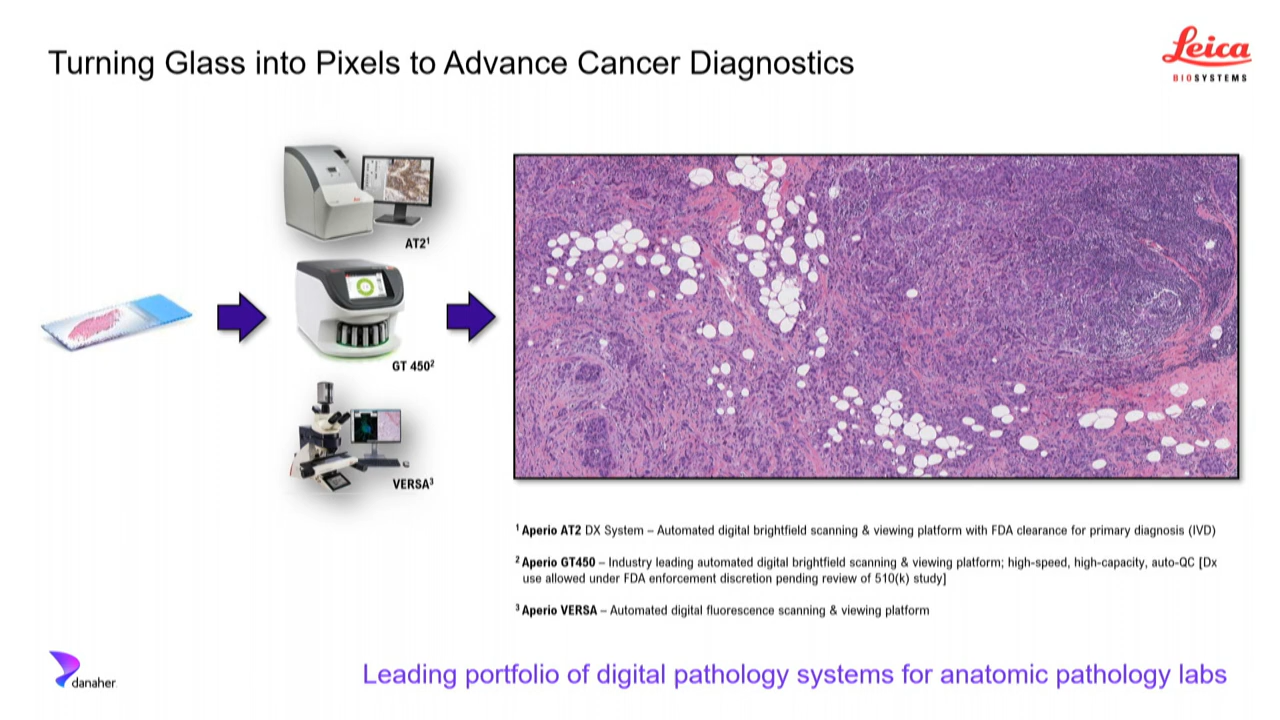 Turning Glass into Pixels to Advance Cancer Diagnostics
Leica
BIOSYSTEMS
AT2¹
GT 450²
VERSA³
¹ Aperio AT2 DX System – Automated digital brightfield scanning & viewing platform with FDA clearance for primary diagnosis (IVD)
² Aperio GT450 – Industry leading automated digital brightfield scanning & viewing platform; high-speed, high-capacity, auto-QC [Dx
use allowed under FDA enforcement discretion pending review of 510(k) study]
³ Aperio VERSA – Automated digital fluorescence scanning & viewing platform
danaher.
Leading portfolio of digital pathology systems for anatomic pathology labs